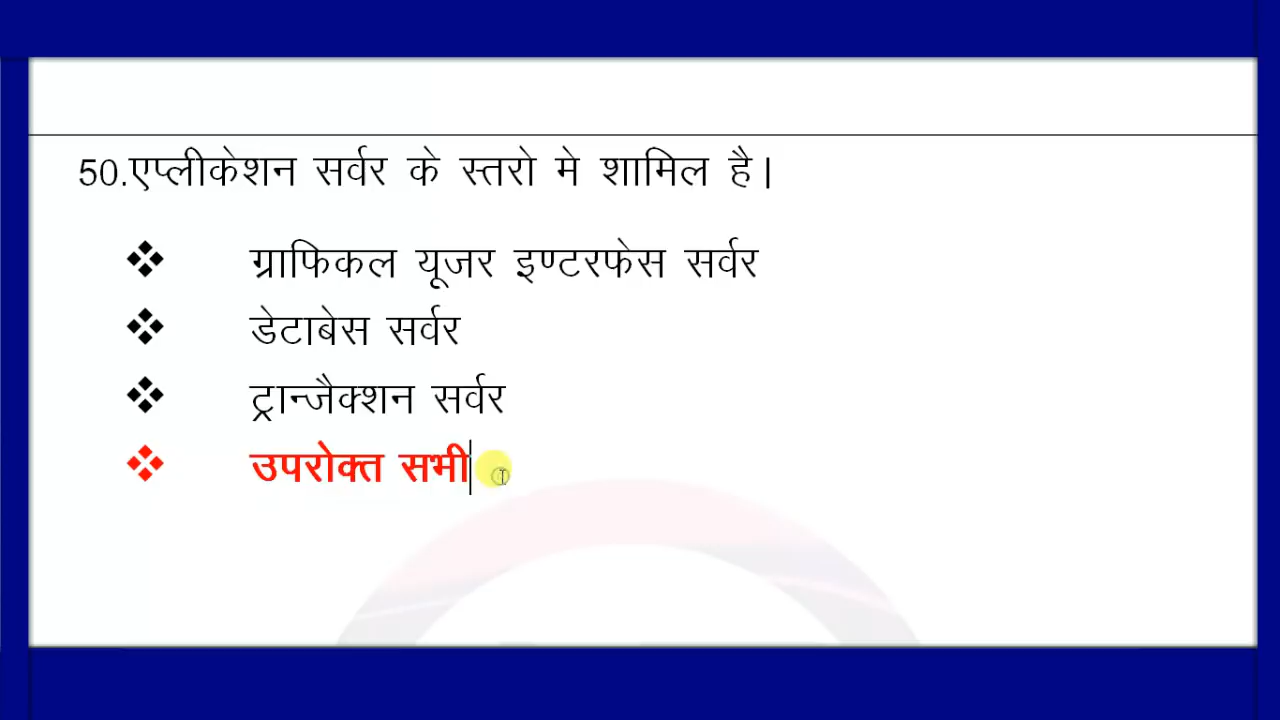 50.एप्लीकेशन सर्वर के स्तरो मे शामिल है।
❖ ग्राफिकल यूजर इण्टरफेस सर्वर
❖ डेटाबेस सर्वर
❖ ट्रान्जैक्शन सर्वर
❖ उपरोक्त सभी